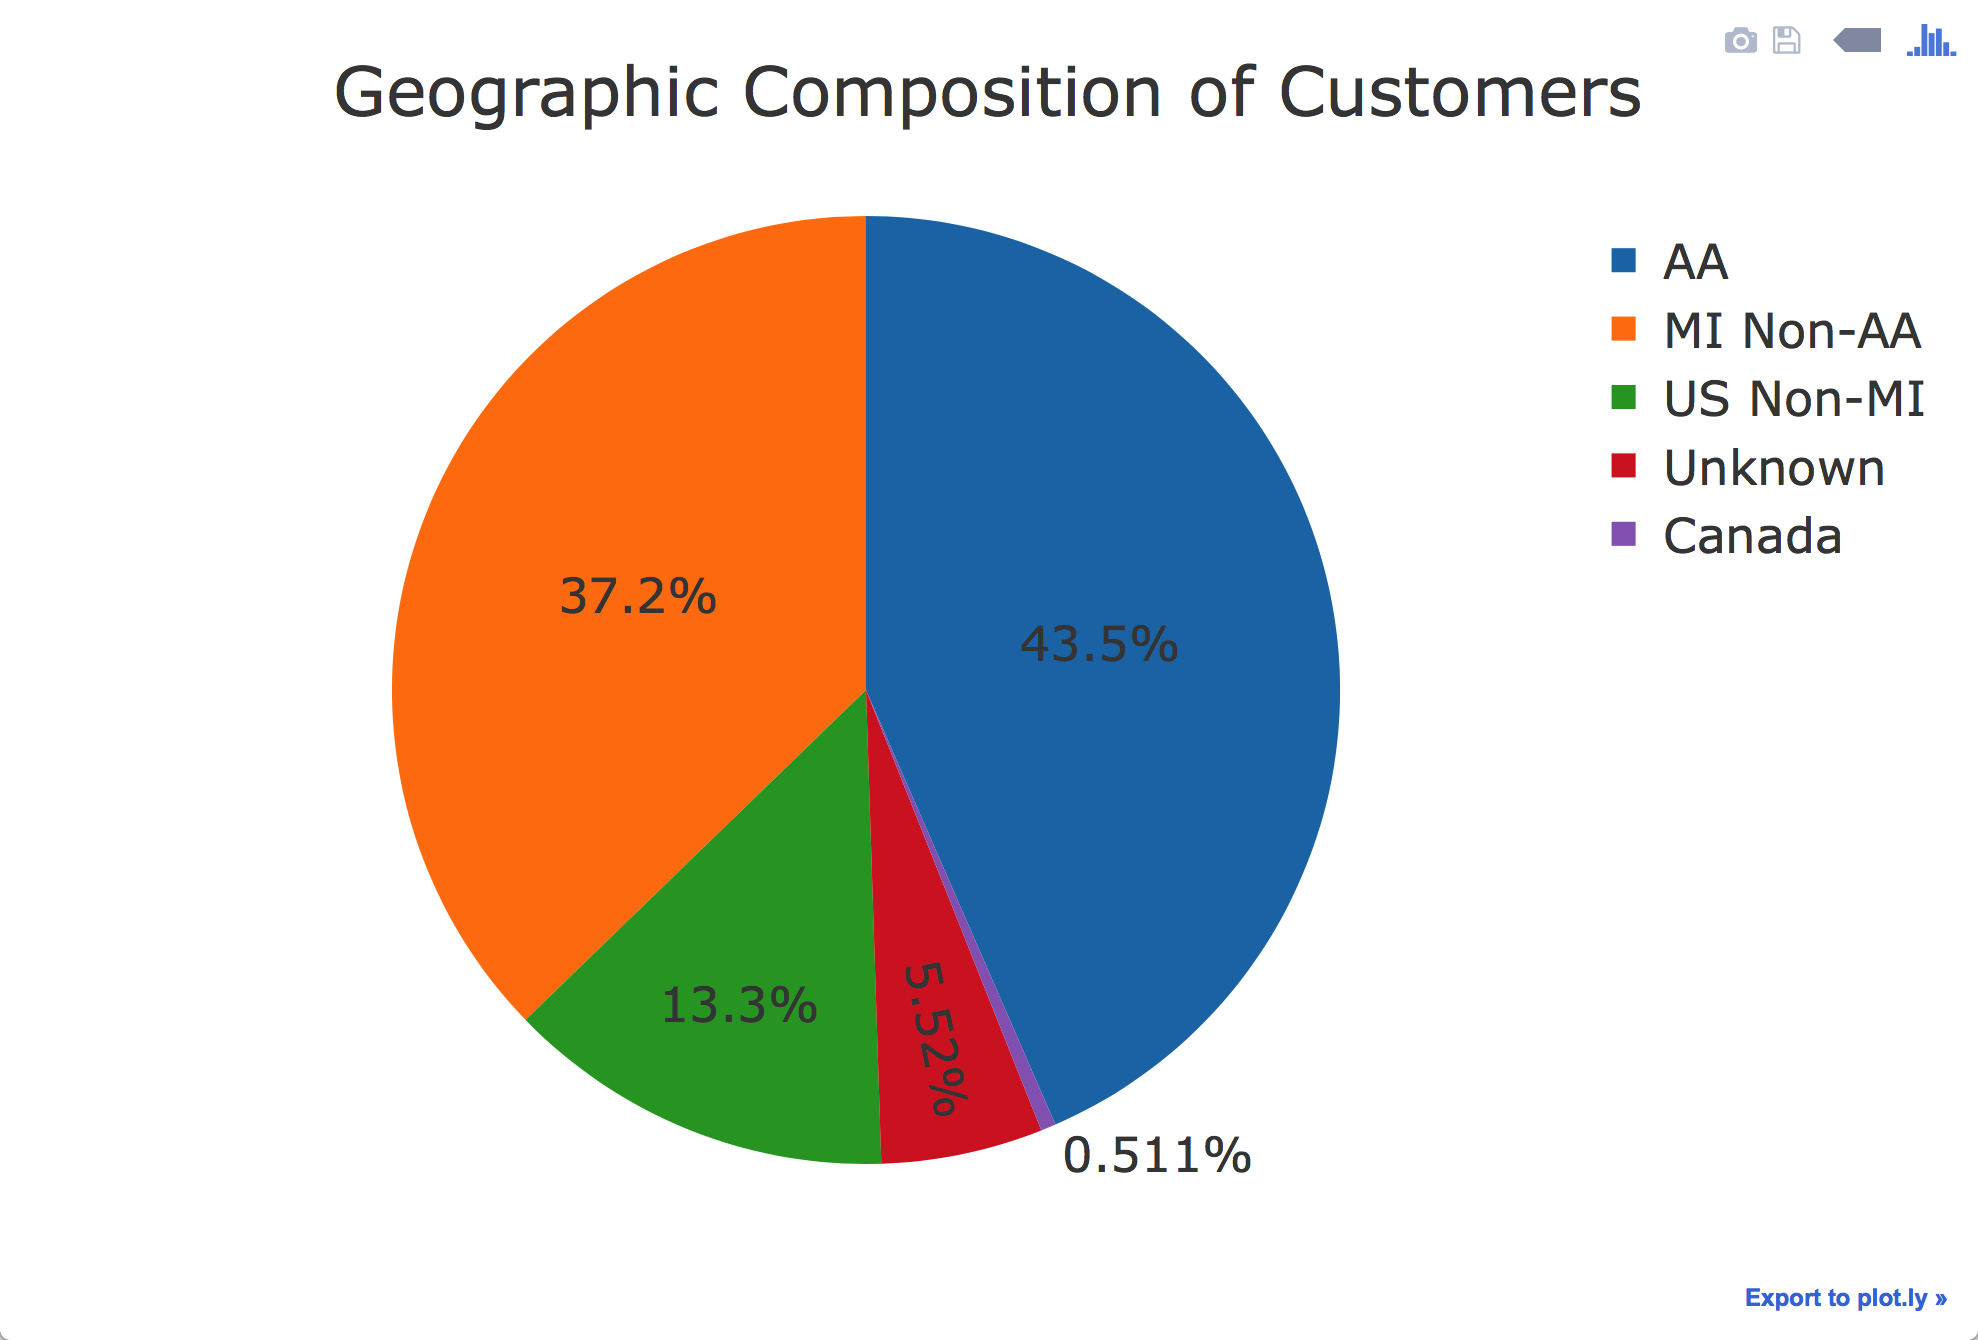 Geographic Composition of Customers
AA
MI Non-AA
US Non-MI
Unknown
Canada
37.2%
43.5%
13.3%
5.52%
0.511%
Export to plot.ly »